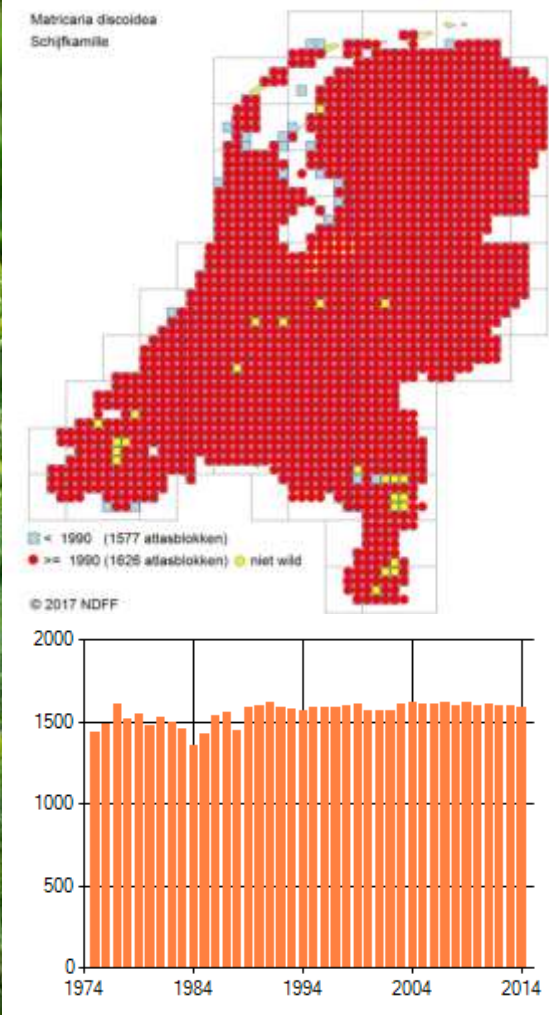 Matricaria discoidea
Schijfkamille
< 1990 (1577 atlasblokken)
>= 1990 (1626 atlasblokken) niet wild
© 2017 NDFF
2000
1500
1000
500
0
1974 1984 1994 2004 2014